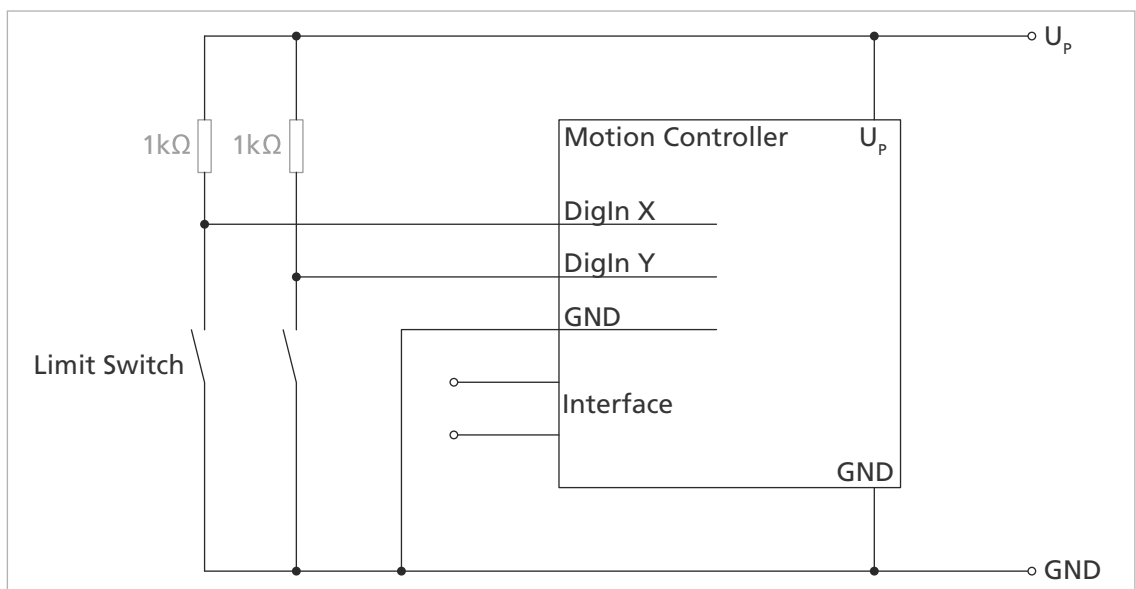 U_P
1kΩ
1kΩ
Motion Controller
U_P
DigIn X
DigIn Y
GND
Limit Switch
Interface
GND
GND